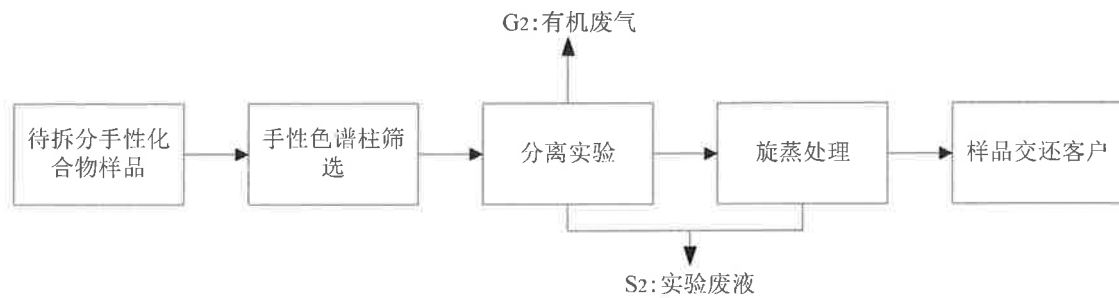 G2:有机废气
待拆分手性化
合物样品
手性色谱柱筛
选
分离实验
旋蒸处理
样品交还客户
S2:实验废液